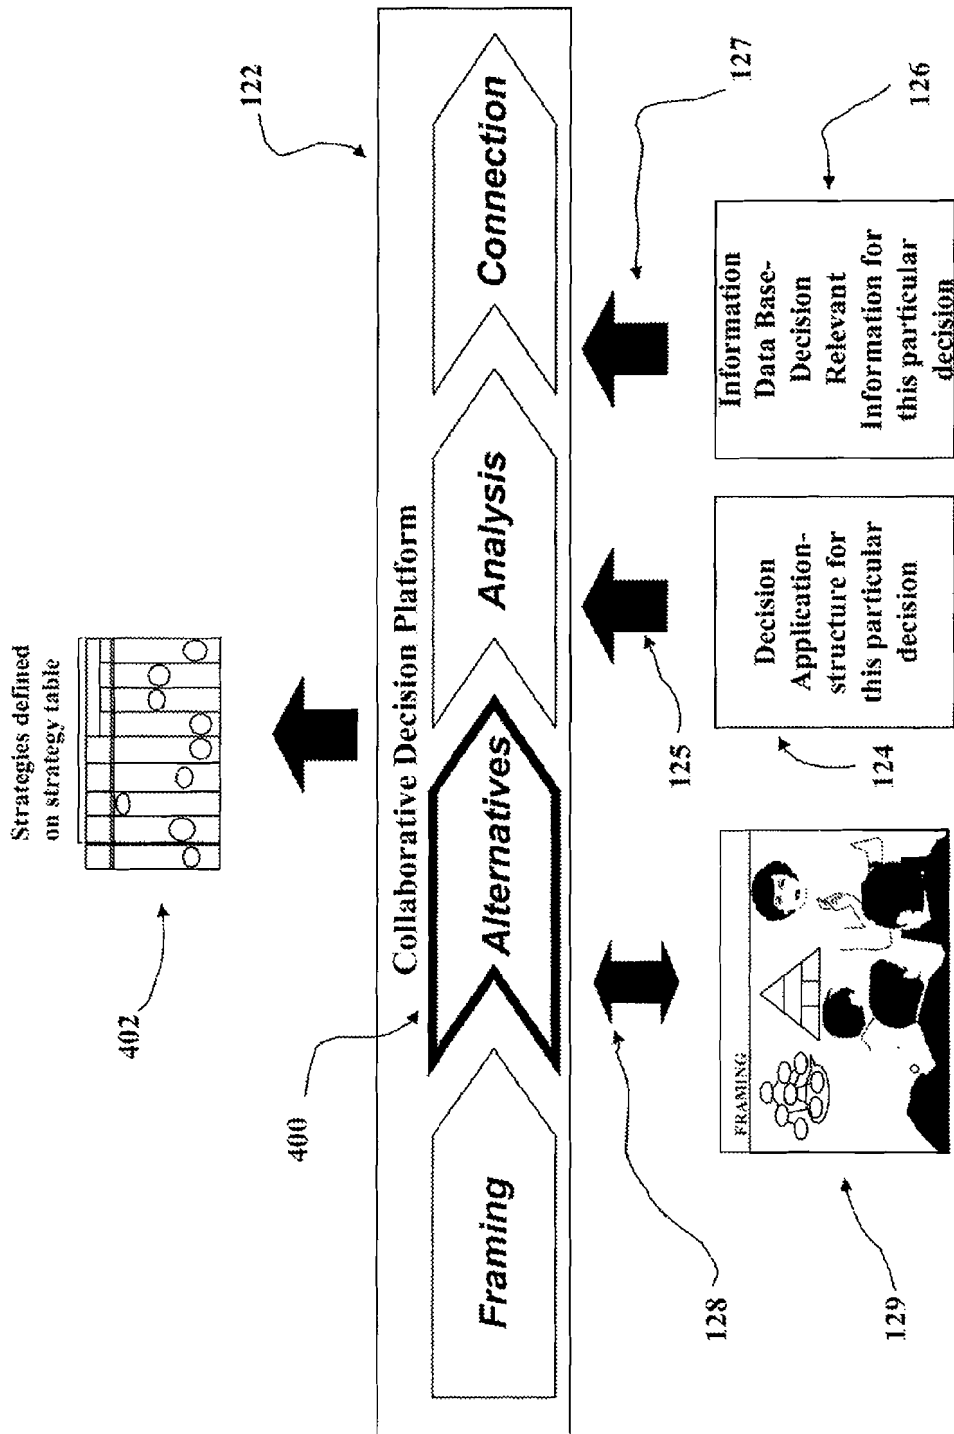 Strategies defined
on strategy table
402
122
Collaborative Decision Platform
400
Framing
Alternatives
Analysis
Connection
128
125
127
FRAMING
129
Decision
Application-
structure for
this particular
decision
124
Information
Data Base-
Decision
Relevant
Information for
this particular
decision
126